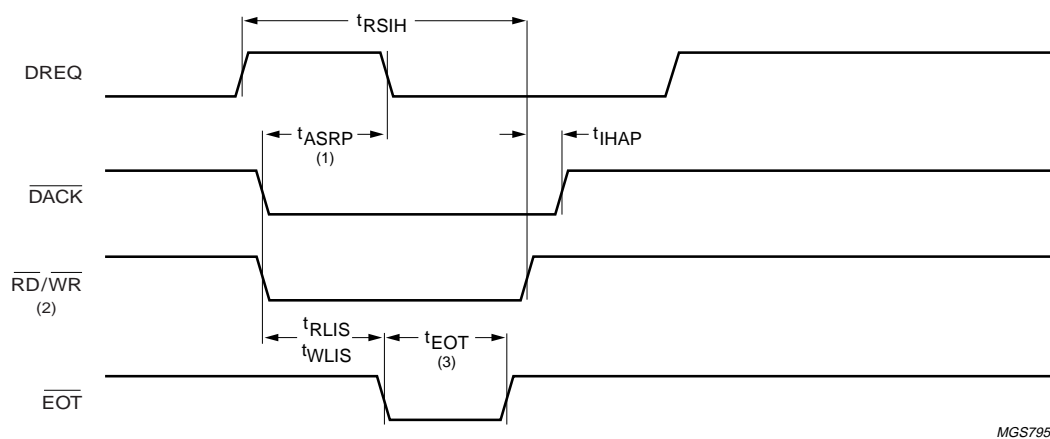 tRSIH
DREQ
tASRP
(1)
tIHAP
DACK
RD/WR
(2)
tRLIS
tWLIS
tEOT
(3)
EOT
MGS795